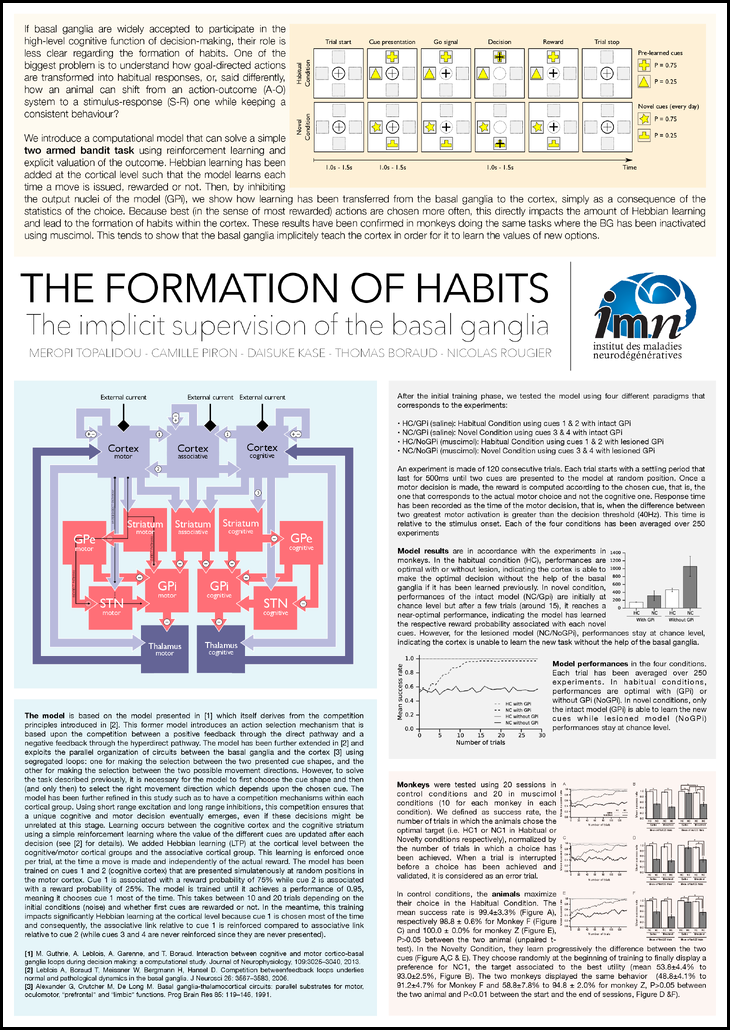 If basal ganglia are widely accepted to participate in the
high-level cognitive function of decision-making, their role is
less clear regarding the formation of habits. One of the
biggest problem is to understand how goal-directed actions
are transformed into habitual responses, or, said differently,
how an animal can shift from an action-outcome (A-O)
system to a stimulus-response (S-R) one while keeping a
consistent behaviour?
We introduce a computational model that can solve a simple
two armed bandit task using reinforcement learning and
explicit valuation of the outcome. Hebbian learning has been
added at the cortical level such that the model learns each
time a move is issued, rewarded or not. Then, by inhibiting
the output nuclei of the model (GPi), we show how learning has been transferred from the basal ganglia to the cortex, simply as a consequence of the
statistics of the choice. Because best (in the sense of most rewarded) actions are chosen more often, this directly impacts the amount of Hebbian learning
and lead to the formation of habits within the cortex. These results have been confirmed in monkeys doing the same tasks where the BG has been inactivated
using muscimol. This tends to show that the basal ganglia implicitely teach the cortex in order for it to learn the values of new options.
Trial start
Cue presentation
Go signal
Decision
Reward
Trial stop
Habitual
Condition
Novel
Condition
Pre-learned cues
P = 0.75
P = 0.25
Novel cues (every day)
P = 0.75
P = 0.25
1.0s - 1.5s
1.0s - 1.5s
1.0s - 1.5s
Time
THE FORMATION OF HABITS
The implicit supervision of the basal ganglia
MEROPI TOPALIDOU - CAMILLE PIRON - DAISUKE KASE - THOMAS BORAUD - NICOLAS ROUGIER
imn
institut des maladies
neurodégénératives
External current
External current
External current
Cortex
motor
Cortex
associative
Cortex
cognitive
Striatum
motor
Striatum
associative
Striatum
cognitive
GPe
motor
GPe
cognitive
GPi
motor
GPi
cognitive
STN
motor
STN
cognitive
Thalamus
motor
Thalamus
cognitive
The model is based on the model presented in [1] which itself derives from the competition
principles introduced in [2]. This former model introduces an action selection mechanism that is
based upon the competition between a positive feedback through the direct pathway and a
negative feedback through the hyperdirect pathway. The model has been further extended in [2] and
exploits the parallel organization of circuits between the basal ganglia and the cortex [3] using
segregated loops: one for making the selection between the two presented cue shapes, and the
other for making the selection between the two possible movement directions. However, to solve
the task described previously, it is necessary for the model to first choose the cue shape and then
(and only then) to select the right movement direction which depends upon the chosen cue. The
model has been further refined in this study such as to have a competition mechanisms within each
cortical group. Using short range excitation and long range inhibitions, this competition ensures that
a unique cognitive and motor decision eventually emerges, even if these decisions might be
unrelated at this stage. Learning occurs between the cognitive cortex and the cognitive striatum
using a simple reinforcement learning where the value of the different cues are updated after each
decision (see [2] for details). We added Hebbian learning (LTP) at the cortical level between the
cognitive/motor cortical groups and the associative cortical group. This learning is enforced once
per trial, at the time a move is made and independently of the actual reward. The model has been
trained on cues 1 and 2 (cognitive cortex) that are presented simultaneously at random positions in
the motor cortex. Cue 1 is associated with a reward probability of 75% while cue 2 is associated
with a reward probability of 25%. The model is trained until it achieves a performance of 0.95,
meaning it chooses cue 1 most of the time. This takes between 10 and 20 trials depending on the
initial conditions (noise) and whether first cues are rewarded or not. In the meantime, this training
impacts significantly Hebbian learning at the cortical level because cue 1 is chosen most of the time
and consequently, the associative link relative to cue 1 is reinforced compared to associative link
relative to cue 2 (while cues 3 and 4 are never reinforced since they are never presented).
[1] M. Guthrie, A. Leblois, A. Garenne, and T. Boraud. Interaction between cognitive and motor cortico-basal
ganglia loops during decision making: a computational study. Journal of Neurophysiology, 109:3025–3040, 2013.
[2] Leblois A, Boraud T, Meissner W, Bergmann H, Hansel D. Competition betweenfeedback loops underlies
normal and pathological dynamics in the basal ganglia. J Neurosci 26: 3567–3583, 2006.
[3] Alexander G, Crutcher M, De Long M. Basal ganglia-thalamocortical circuits: parallel substrates for motor,
oculomotor, "prefrontal" and "limbic" functions. Prog Brain Res 85: 119–146, 1991.
After the initial training phase, we tested the model using four different paradigms that
corresponds to the experiments:
• HC/GPi (saline): Habitual Condition using cues 1 & 2 with intact GPi
• NC/GPi (saline): Novel Condition using cues 3 & 4 with intact GPi
• HC/NoGPi (muscimol): Habitual Condition using cues 1 & 2 with lesioned GPi
• NC/NoGPi (muscimol): Novel Condition using cues 3 & 4 with lesioned GPi
An experiment is made of 120 consecutive trials. Each trial starts with a settling period that
last for 500ms until two cues are presented to the model at random position. Once a
motor decision is made, the reward is computed according to the chosen cue, that is, the
one that corresponds to the actual motor choice and not the cognitive one. Response time
has been recorded as the time of the motor decision, that is, when the difference between
two greatest motor activation is greater than the decision threshold (40Hz). This time is
relative to the stimulus onset. Each of the four conditions has been averaged over 250
experiments
Model results are in accordance with the experiments in
monkeys. In the habitual condition (HC), performances are
optimal with or without lesion, indicating the cortex is able to
make the optimal decision without the help of the basal
ganglia if it has been learned previously. In novel condition,
performances of the intact model (NC/Gpi) are initially at
chance level but after a few trials (around 15), it reaches a
near-optimal performance, indicating the model has learned
the respective reward probability associated with each novel
cues. However, for the lesioned model (NC/NoGPi), performances stay at chance level,
indicating the cortex is unable to learn the new task without the help of the basal ganglia.
1400
1200
1000
800
600
400
200
0
HC NC HC NC
With GPi Without GPi
Mean success rate
1.0
0.8
0.6
0.4
0.2
0.0
0 5 10 15 20 25 30
Number of trials
HC with GPi
NC with GPi
HC without GPi
NC without GPi
Model performances in the four conditions.
Each trial has been averaged over 250
experiments. In habitual conditions,
performances are optimal with (GPi) or
without GPi (NoGPi). In novel conditions, only
the intact model (GPi) is able to learn the new
cues while lesioned model (NoGPi)
performances stay at chance level.
Monkeys were tested using 20 sessions in
control conditions and 20 in muscimol
conditions (10 for each monkey in each
condition). We defined as success rate, the
number of trials in which the animals chose the
optimal target (i.e. HC1 or NC1 in Habitual or
Novelty conditions respectively), normalized by
the number of trials in which a choice has
been achieved. When a trial is interrupted
before a choice has been achieved and
validated, it is considered as an error trial.
In control conditions, the animals maximize
their choice in the Habitual Condition. The
mean success rate is 99.4±3.3% (Figure A),
respectively 98.8 ± 0.6% for Monkey F (Figure
C) and 100.0 ± 0.0% for monkey Z (Figure E),
P>0.05 between the two animal (unpaired t-
test). In the Novelty Condition, they learn progressively the difference between the two
cues (Figure A,C & E). They choose randomly at the beginning of training to finally display a
preference for NC1, the target associated to the best utility (mean 53.8±4.4% to
93.0±2.5%, Figure B). The two monkeys displayed the same behavior (48.8±4.1% to
91.2±4.7% for Monkey F and 58.8±7.8% to 94.8 ± 2.0% for monkey Z, P>0.05 between
the two animal and P<0.01 between the start and the end of sessions, Figure D &F).